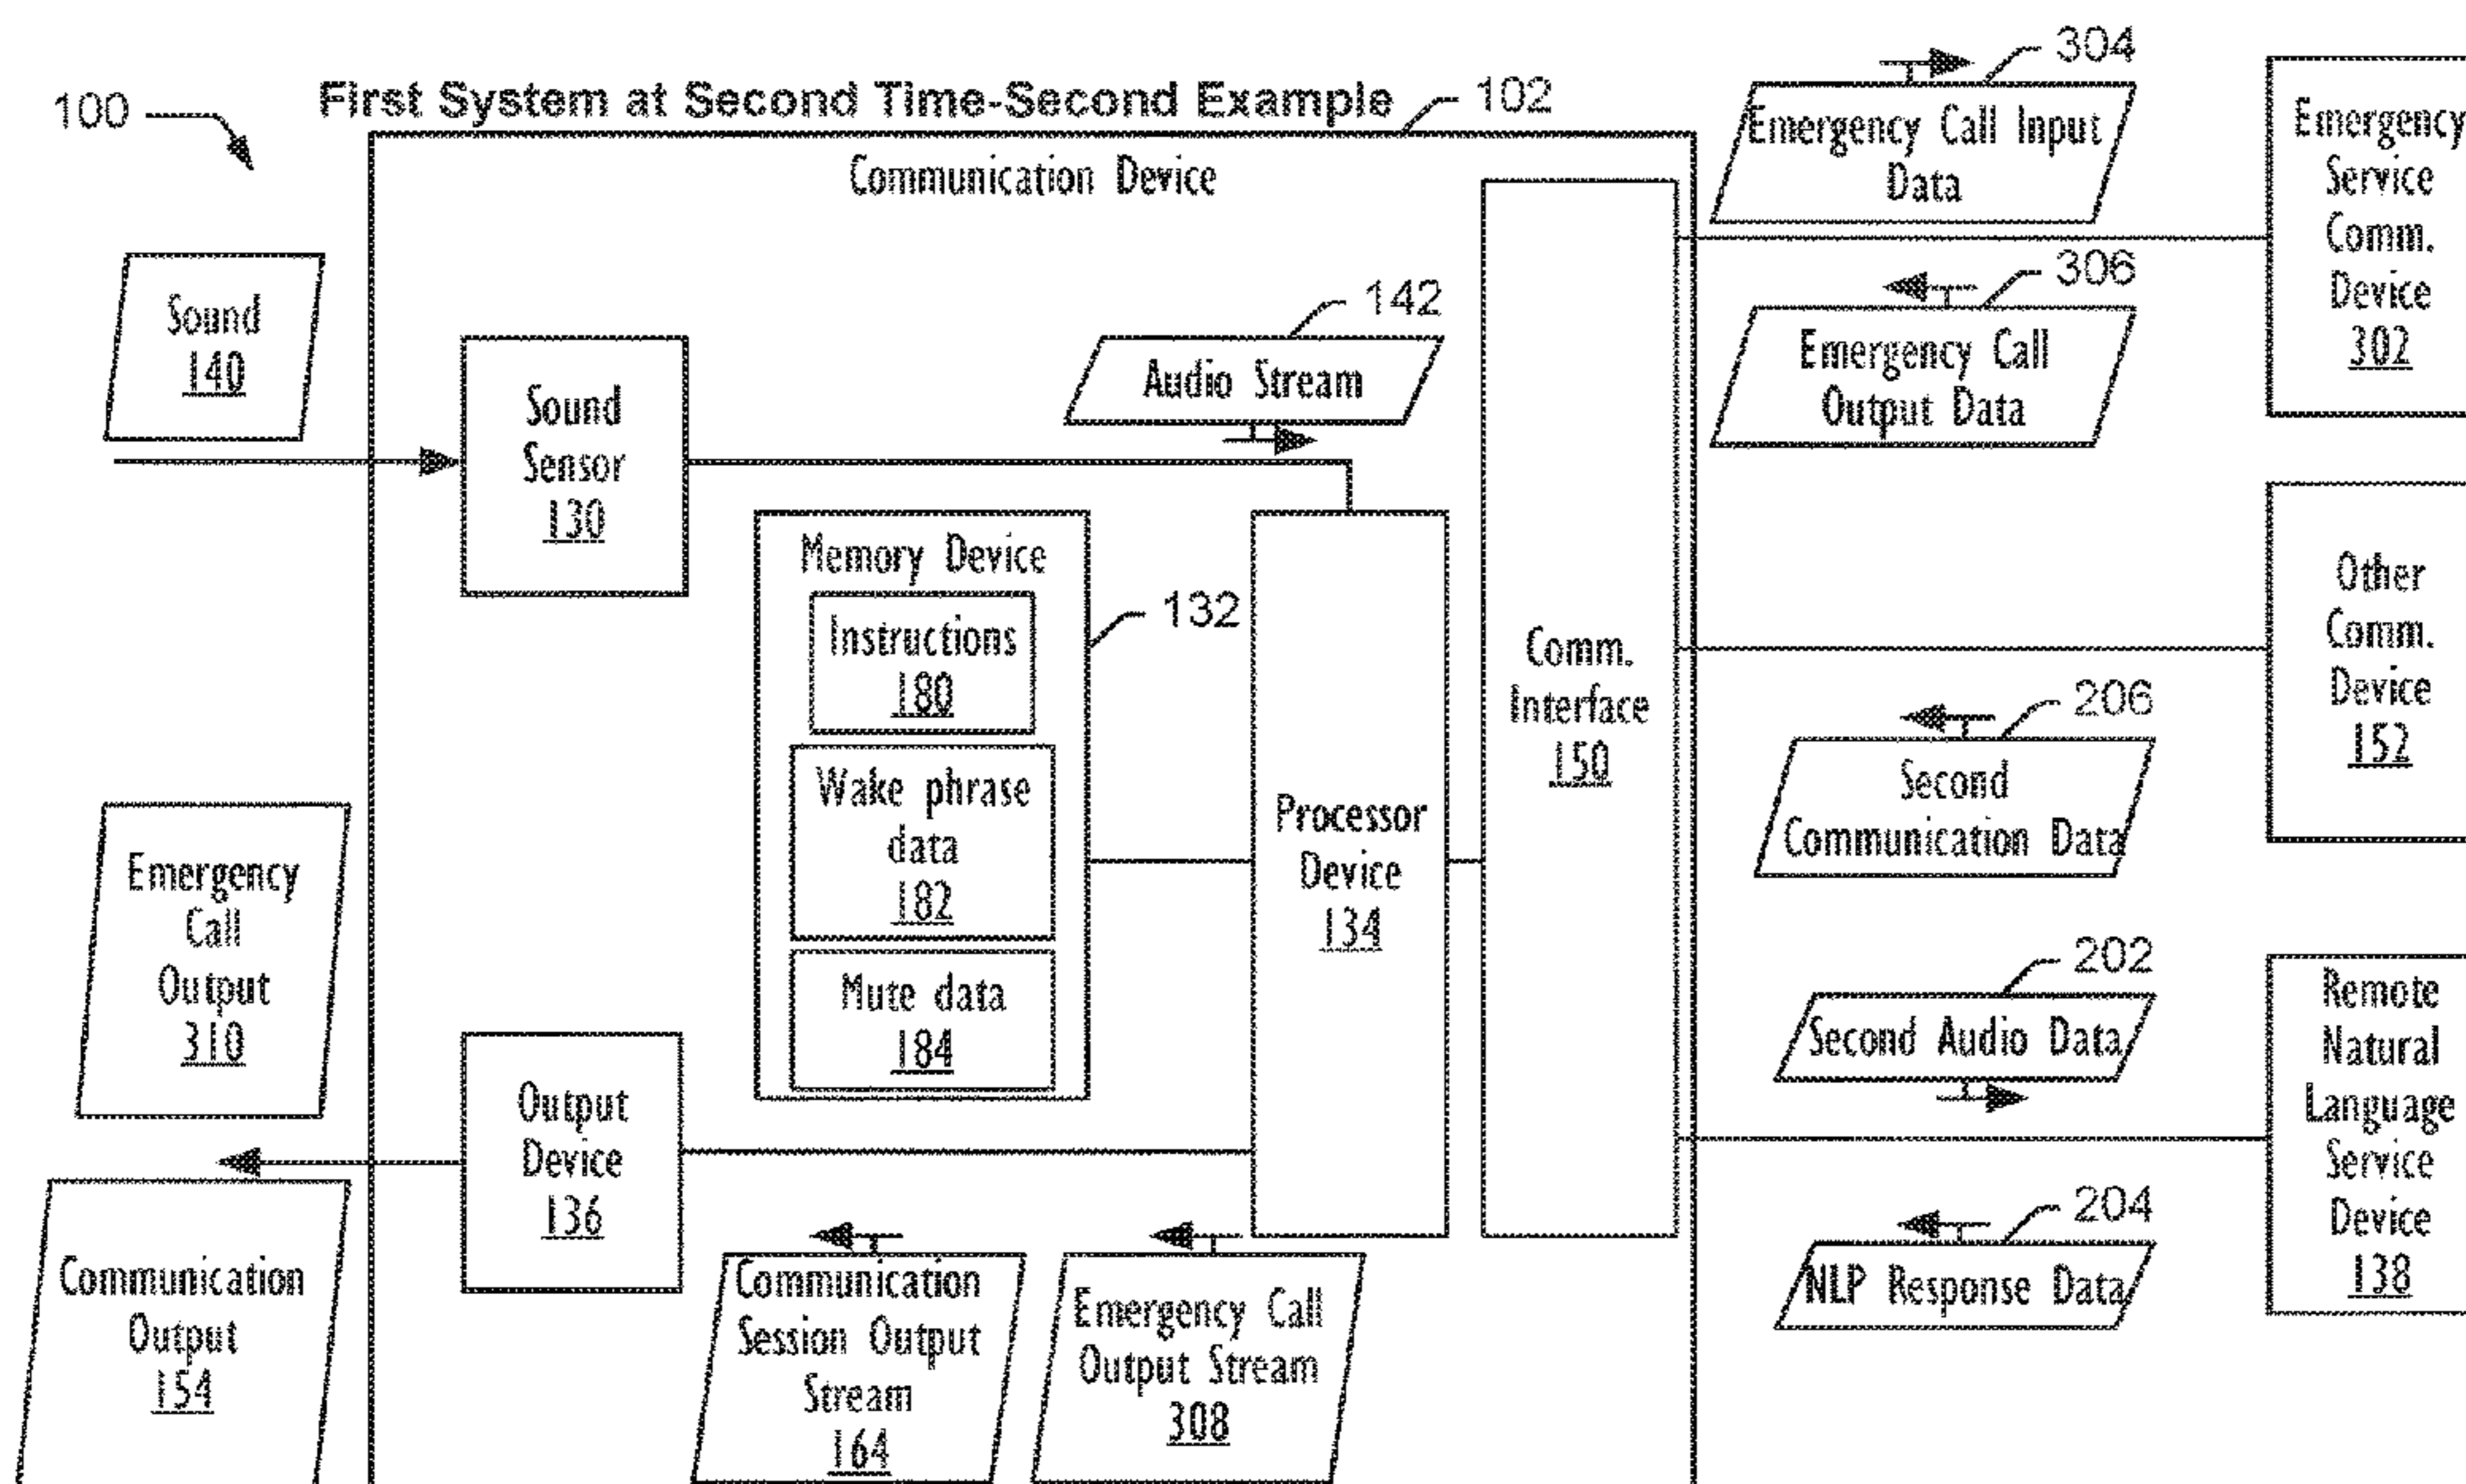 First System at Second Time-Second Example
100
102
Communication Device
304
Emergency Call Input
Data
306
Emergency Call
Output Data
Emergency
Service
Comm.
Device
302
Sound
140
Sound
Sensor
130
142
Audio Stream
Memory Device
132
Instructions
180
Wake phrase
data
182
Mute data
184
Processor
Device
134
Comm.
Interface
150
Other
Comm.
Device
152
206
Second
Communication Data
202
Second Audio Data
204
NLP Response Data
Remote
Natural
Language
Service
Device
138
Emergency
Call
Output
310
Output
Device
136
Communication
Output
154
Communication
Session Output
Stream
164
Emergency Call
Output Stream
308